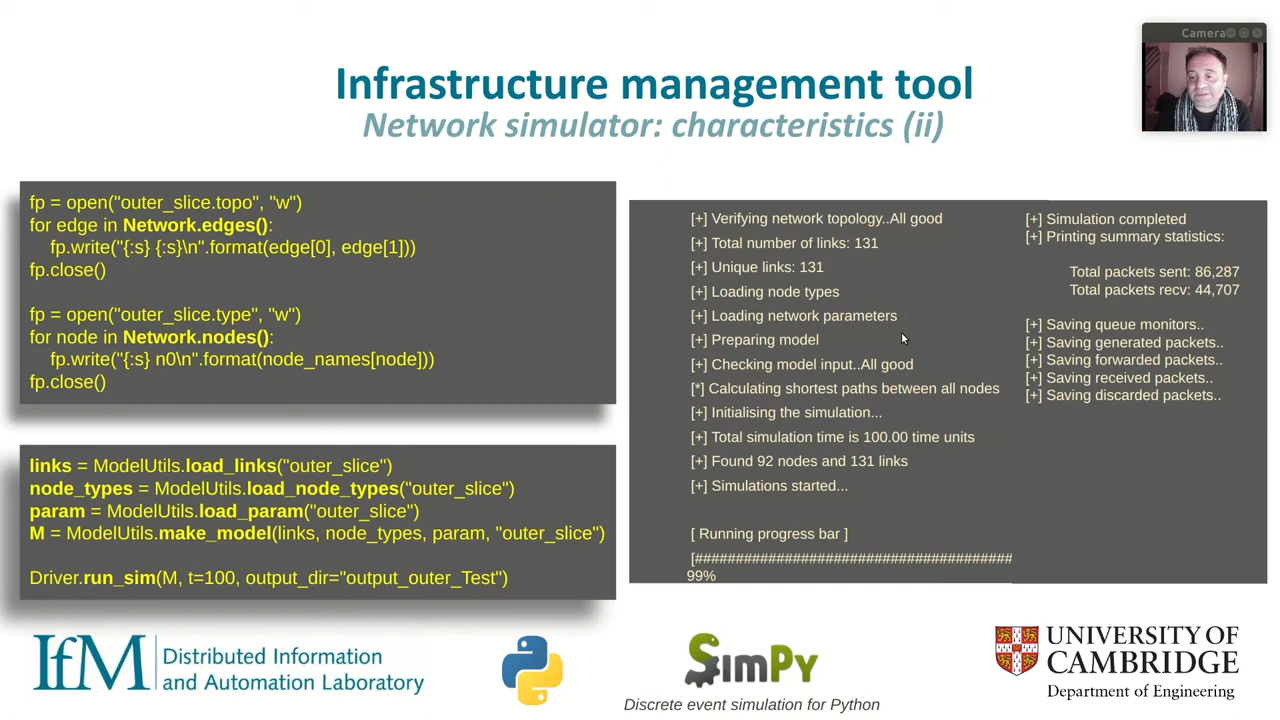 Camera
Infrastructure management tool
Network simulator: characteristics (ii)
fp = open("outer_slice.topo", "w")
for edge in Network.edges():
fp.write("{:s} {:s}\n".format(edge[0], edge[1]))
fp.close()
fp = open("outer_slice.type", "w")
for node in Network.nodes():
fp.write("{:s} n0\n".format(node_names[node]))
fp.close()
links = ModelUtils.load_links("outer_slice")
node_types = ModelUtils.load_node_types("outer_slice")
param = ModelUtils.load_param("outer_slice")
M = ModelUtils.make_model(links, node_types, param, "outer_slice")
Driver.run_sim(M, t=100, output_dir="output_outer_Test")
[+] Verifying network topology..All good
[+] Total number of links: 131
[+] Unique links: 131
[+] Loading node types
[+] Loading network parameters
[+] Preparing model
[+] Checking model input..All good
[*] Calculating shortest paths between all nodes
[+] Initialising the simulation...
[+] Total simulation time is 100.00 time units
[+] Found 92 nodes and 131 links
[+] Simulations started...
[ Running progress bar ]
[#######################################
99%
[+] Simulation completed
[+] Printing summary statistics:
Total packets sent: 86,287
Total packets recv: 44,707
[+] Saving queue monitors..
[+] Saving generated packets..
[+] Saving forwarded packets..
[+] Saving received packets..
[+] Saving discarded packets..
IfM Distributed Information
and Automation Laboratory
SimPy
Discrete event simulation for Python
UNIVERSITY OF
CAMBRIDGE
Department of Engineering